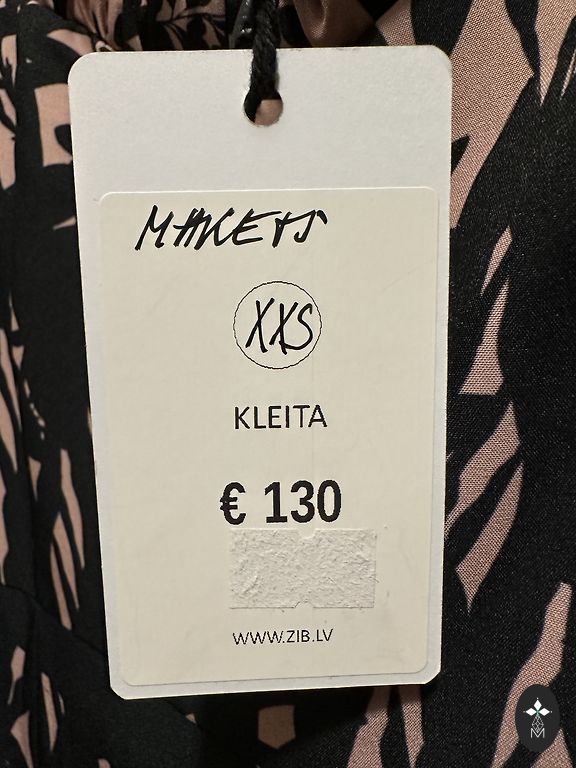 MAKETS
XXS
KLEITA
€ 130
WWW.ZIB.LV
M